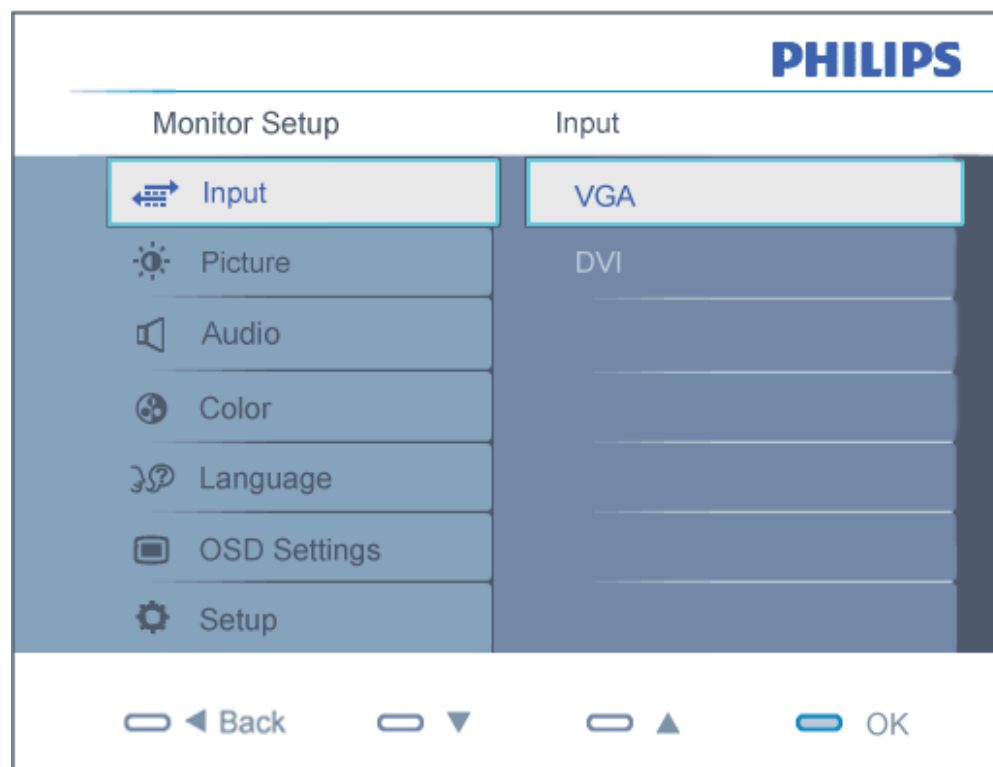 PHILIPS
Monitor Setup
Input
Input
VGA
Picture
DVI
Audio
Color
Language
OSD Settings
Setup
Back
OK